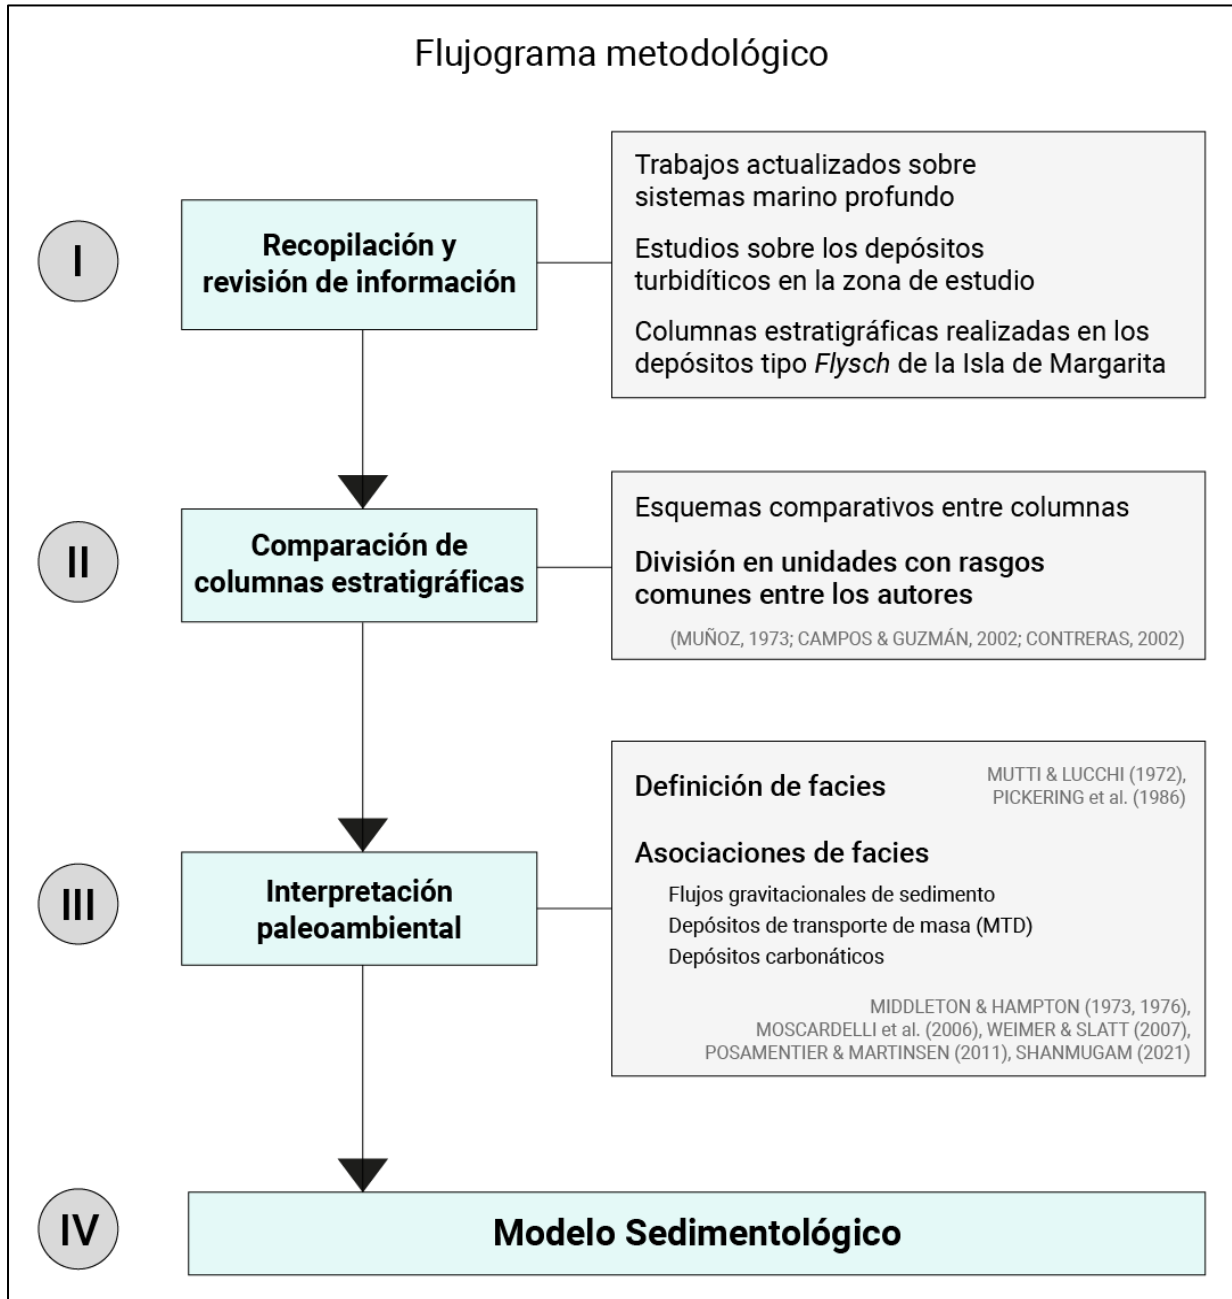 Flujograma metodológico
I
Recopilación y
revisión de información
Trabajos actualizados sobre
sistemas marino profundo
Estudios sobre los depósitos
turbidíticos en la zona de estudio
Columnas estratigráficas realizadas en los
depósitos tipo Flysch de la Isla de Margarita
II
Comparación de
columnas estratigráficas
Esquemas comparativos entre columnas
División en unidades con rasgos
comunes entre los autores
(MUÑOZ, 1973; CAMPOS & GUZMÁN, 2002; CONTRERAS, 2002)
III
Interpretación
paleoambiental
Definición de facies
MUTTI & LUCCHI (1972),
PICKERING et al. (1986)
Asociaciones de facies
Flujos gravitacionales de sedimento
Depósitos de transporte de masa (MTD)
Depósitos carbonáticos
MIDDLETON & HAMPTON (1973, 1976),
MOSCARDELLI et al. (2006), WEIMER & SLATT (2007),
POSAMENTIER & MARTINSEN (2011), SHANMUGAM (2021)
IV
Modelo Sedimentológico